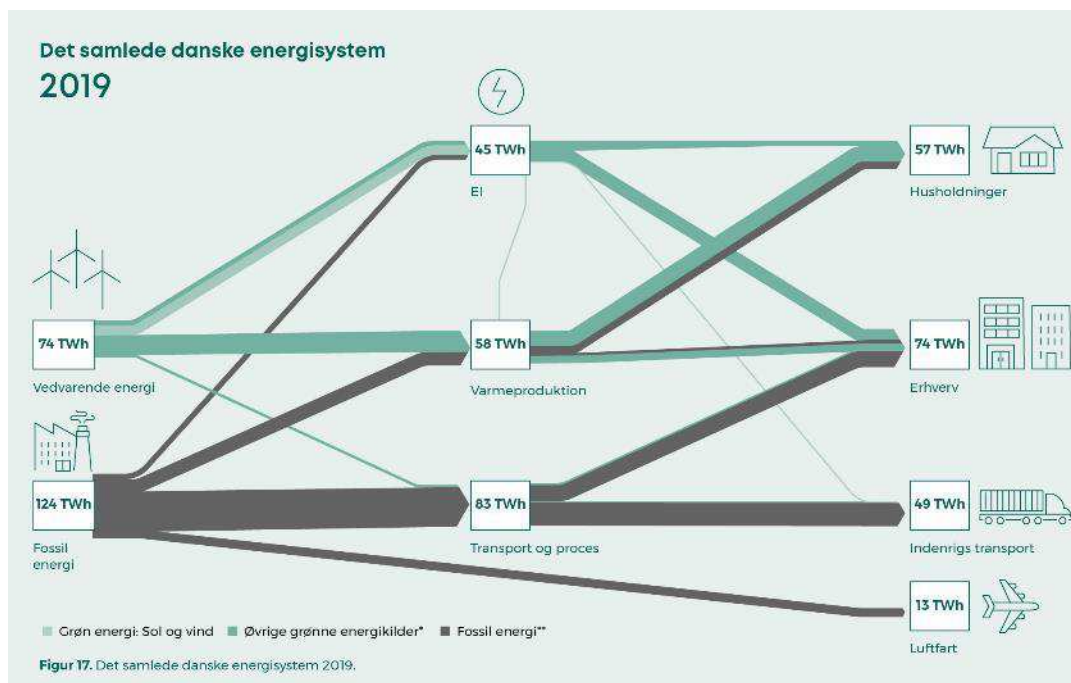 Det samlede danske energisystem
2019
45 TWh
El
57 TWh
Husholdninger
74 TWh
Vedvarende energi
58 TWh
Varmeproduktion
74 TWh
Erhverv
124 TWh
Fossil
energi
83 TWh
Transport og proces
49 TWh
Indenrigs transport
13 TWh
Luftfart
Grøn energi: Sol og vind
Øvrige grønne energikilder*
Fossil energi**
Figur 17. Det samlede danske energisystem 2019.